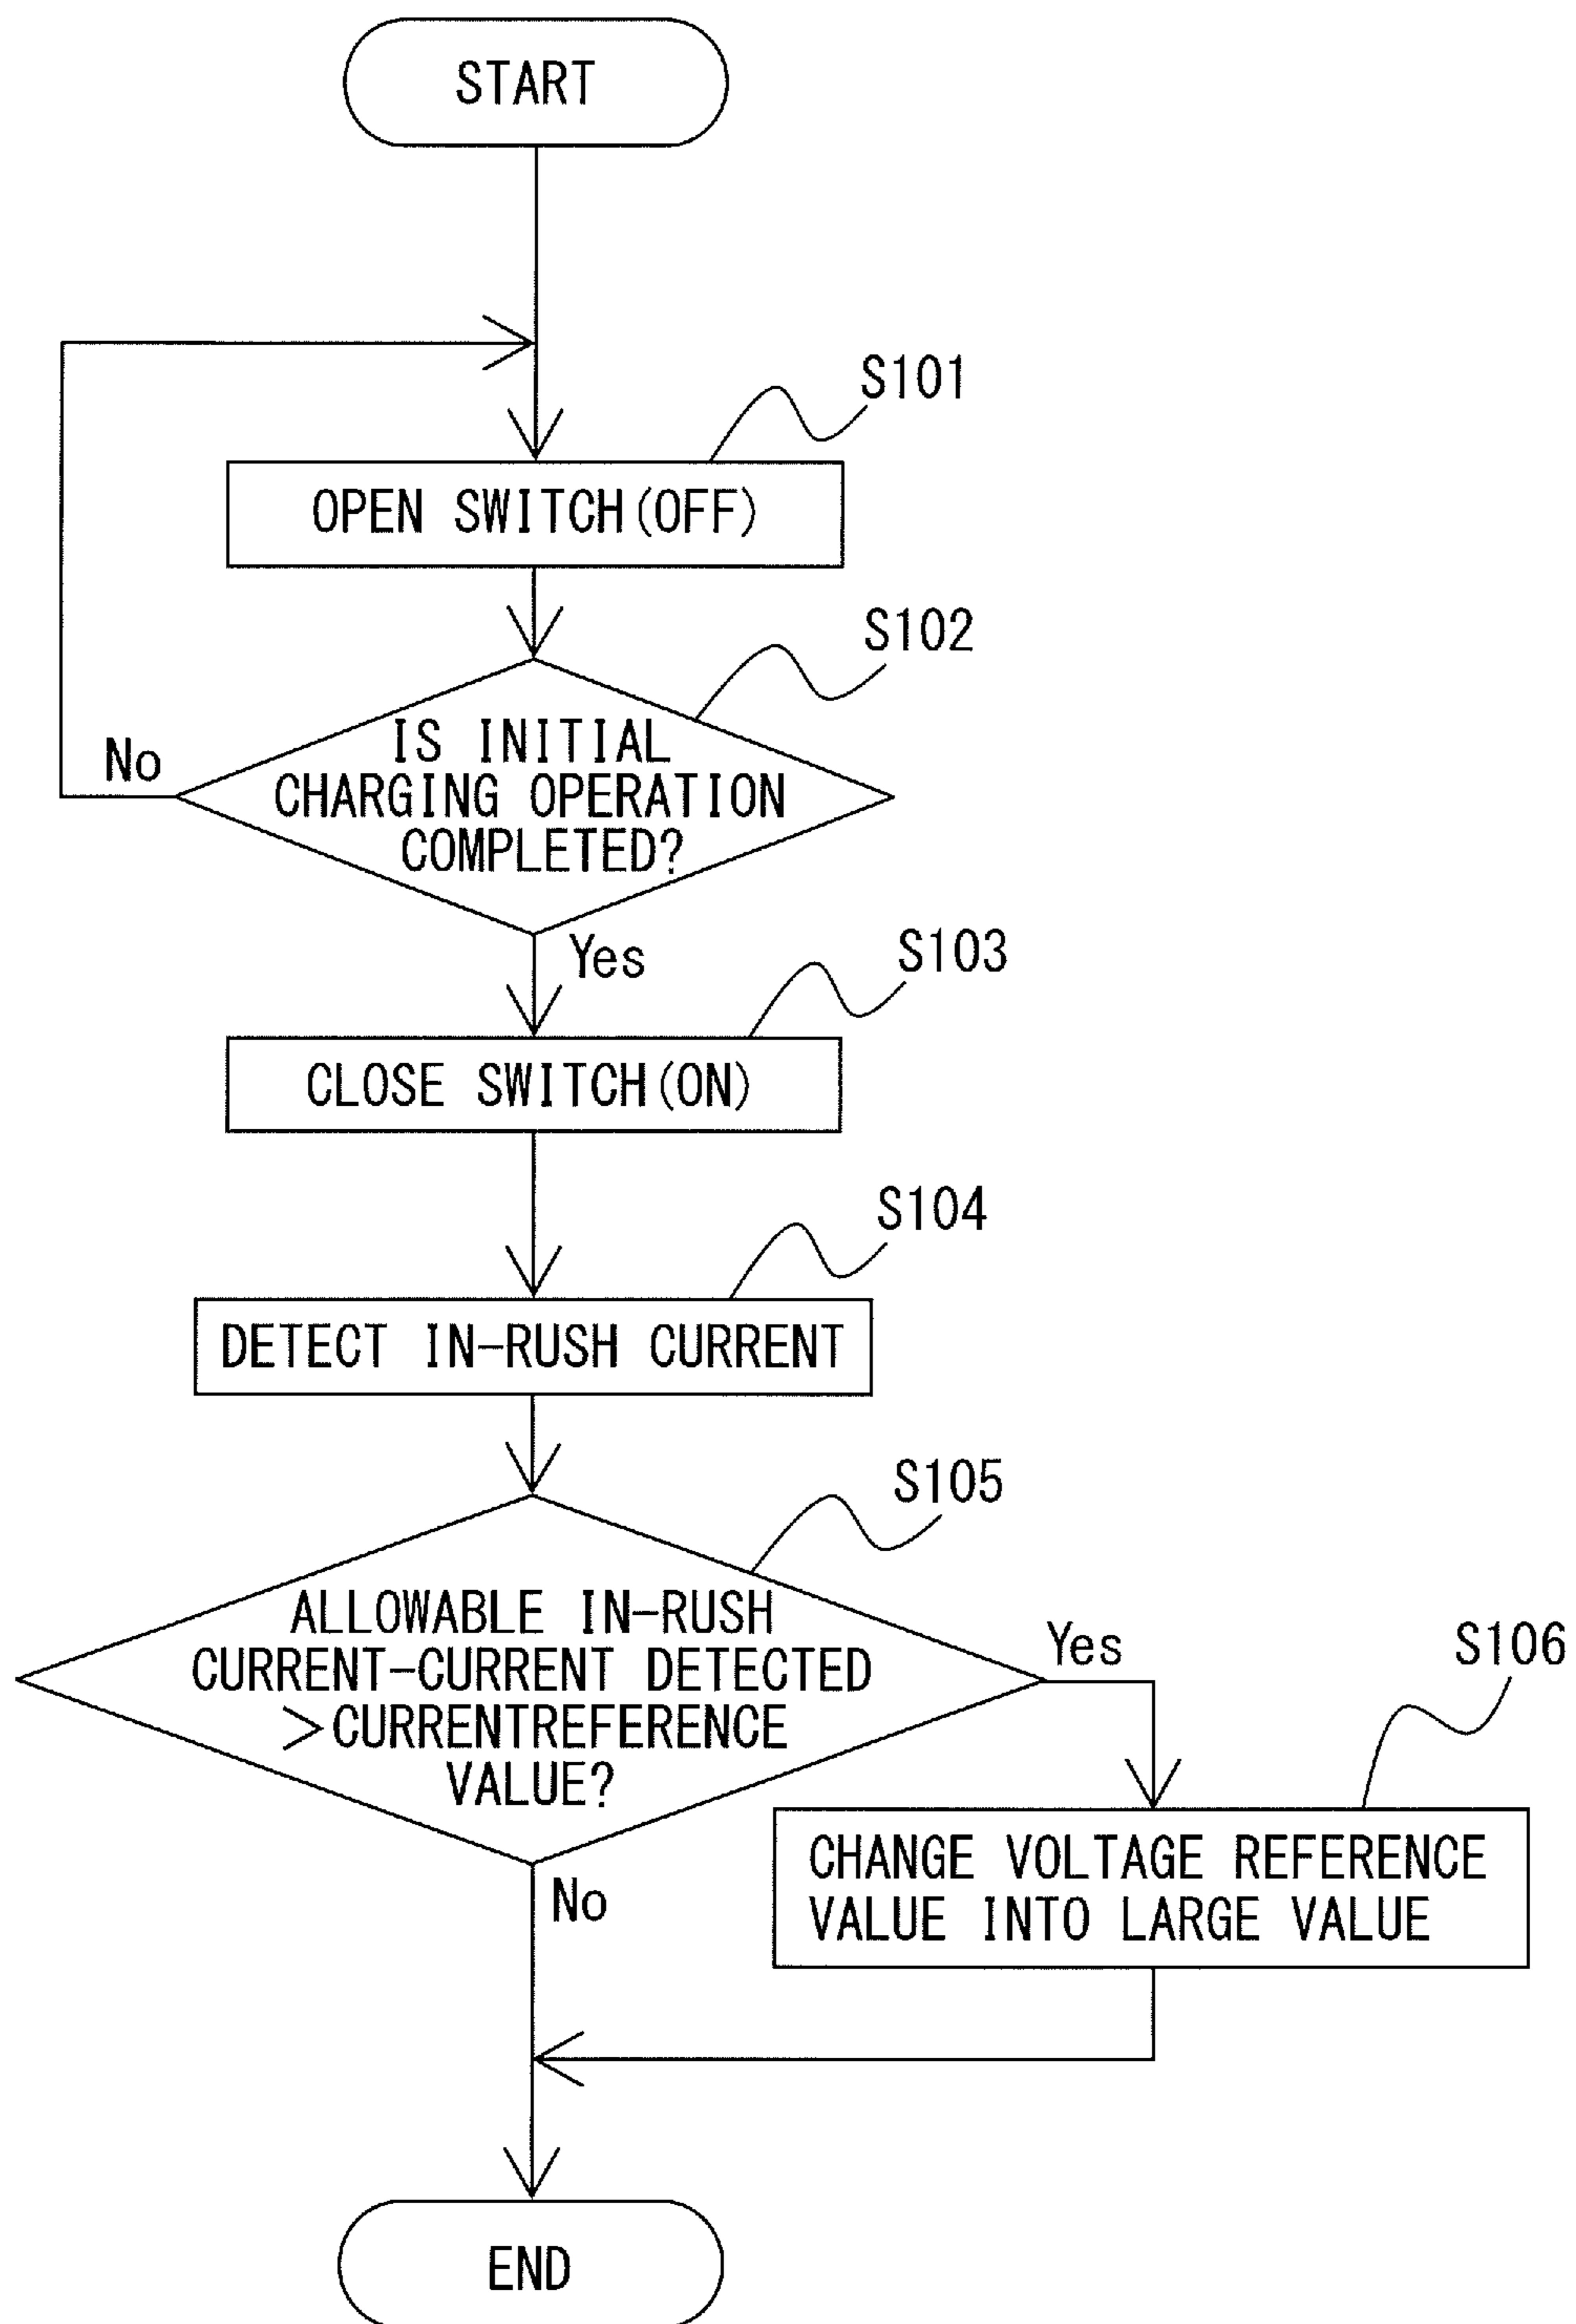 START
S101
OPEN SWITCH(OFF)
S102
IS INITIAL
CHARGING OPERATION
COMPLETED?
No
Yes
S103
CLOSE SWITCH(ON)
S104
DETECT IN-RUSH CURRENT
S105
ALLOWABLE IN-RUSH
CURRENT-CURRENT DETECTED
>CURRENTREFERENCE
VALUE?
Yes
S106
CHANGE VOLTAGE REFERENCE
VALUE INTO LARGE VALUE
No
END